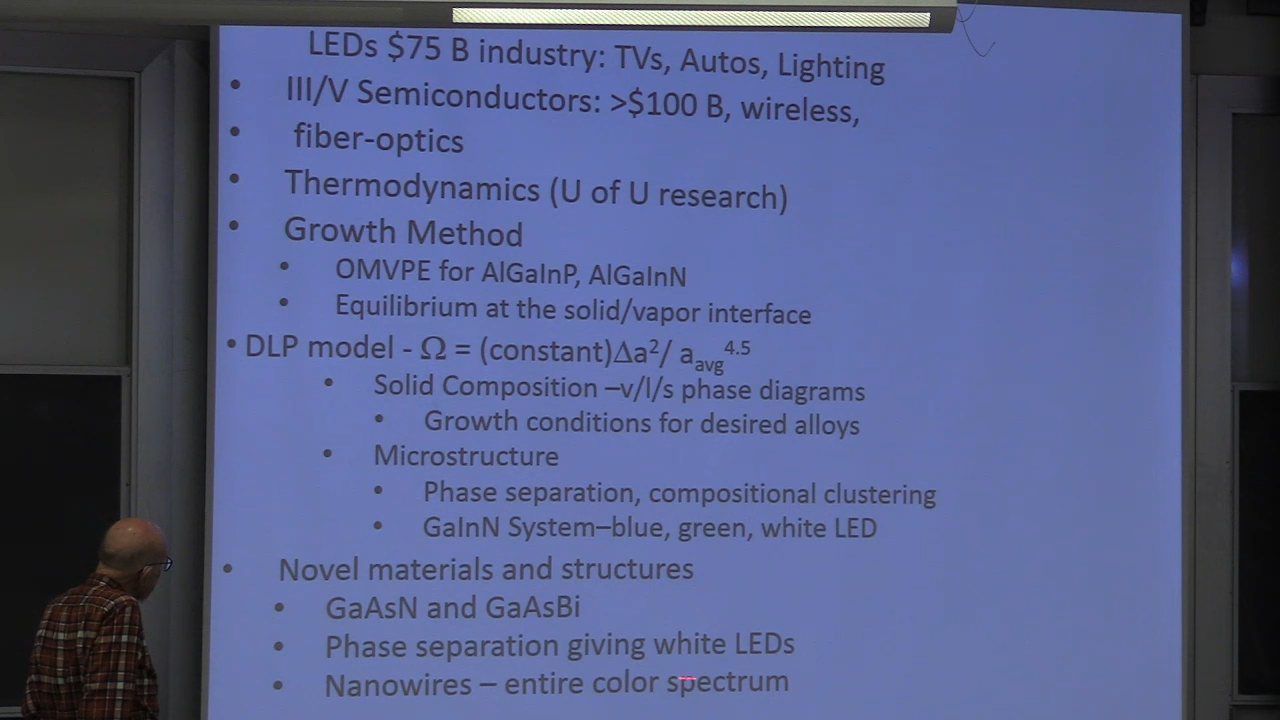 LEDs $75 B industry: TVs, Autos, Lighting
• III/V Semiconductors: >$100 B, wireless,
• fiber-optics
• Thermodynamics (U of U research)
• Growth Method
• OMVPE for AlGaInP, AlGaInN
• Equilibrium at the solid/vapor interface
• DLP model - Ω = (constant)Δa²/ a_avg^4.5
• Solid Composition –v/l/s phase diagrams
• Growth conditions for desired alloys
• Microstructure
• Phase separation, compositional clustering
• GaInN System–blue, green, white LED
• Novel materials and structures
• GaAsN and GaAsBi
• Phase separation giving white LEDs
• Nanowires – entire color spectrum